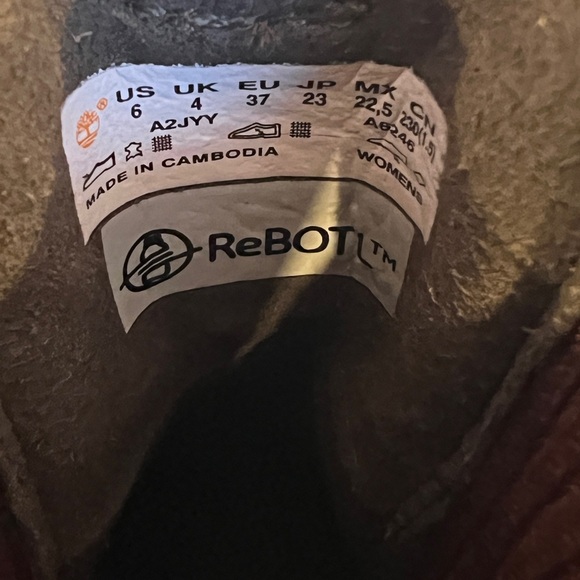 US UK EU JP MX CN
6 4 37 23 22,5 230(1.5)
A2JYY A6246
MADE IN CAMBODIA WOMENS
ReBOTL™